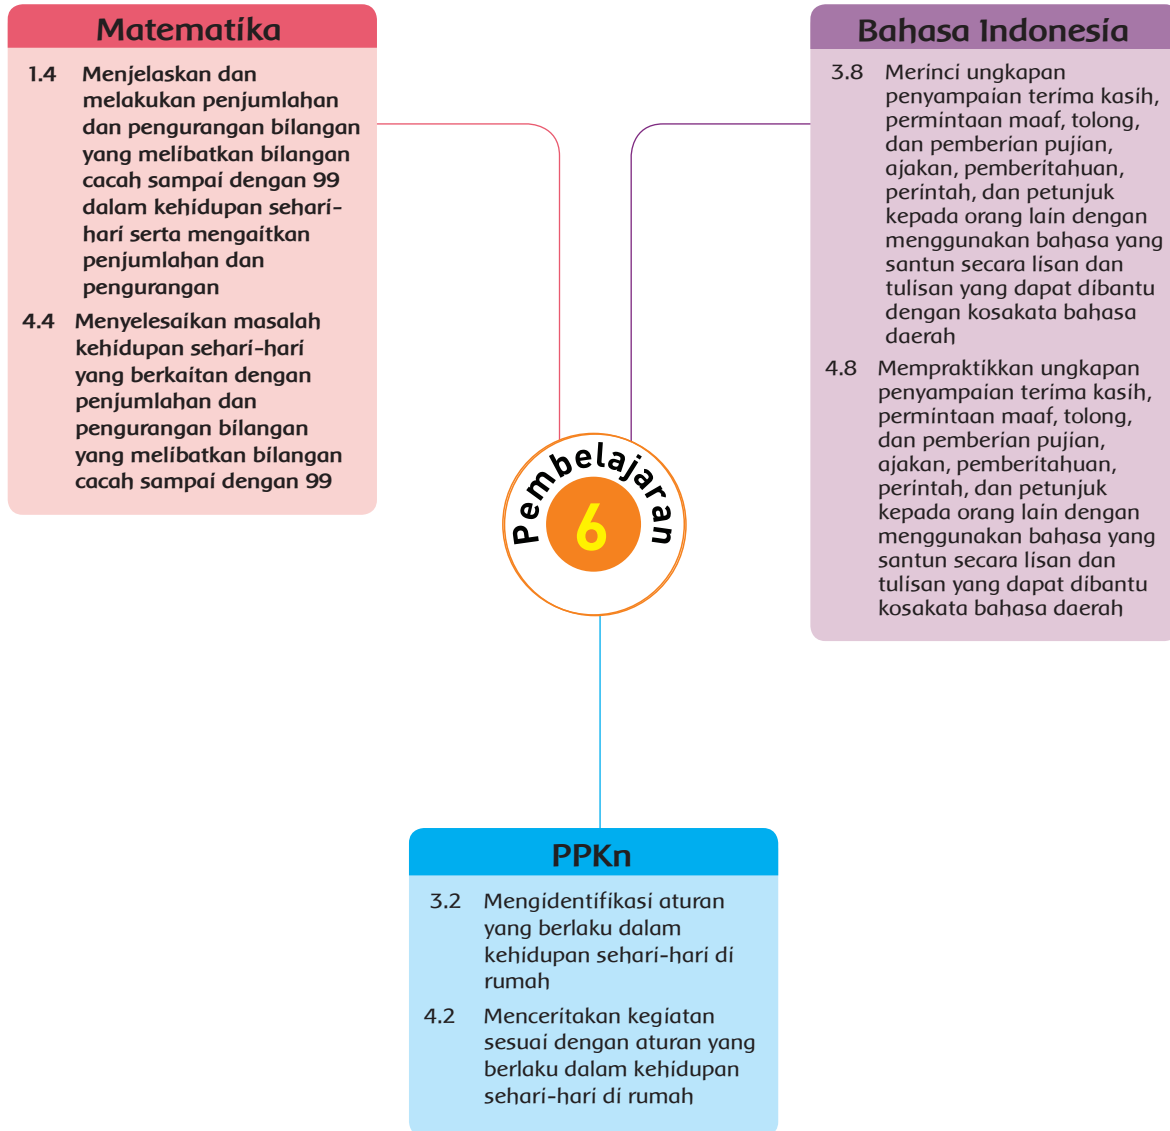 Matematika
1.4 Menjelaskan dan
melakukan penjumlahan
dan pengurangan bilangan
yang melibatkan bilangan
cacah sampai dengan 99
dalam kehidupan sehari-
hari serta mengaitkan
penjumlahan dan
pengurangan
4.4 Menyelesaikan masalah
kehidupan sehari-hari
yang berkaitan dengan
penjumlahan dan
pengurangan bilangan
yang melibatkan bilangan
cacah sampai dengan 99
Bahasa Indonesia
3.8 Merinci ungkapan
penyampaian terima kasih,
permintaan maaf, tolong,
dan pemberian pujian,
ajakan, pemberitahuan,
perintah, dan petunjuk
kepada orang lain dengan
menggunakan bahasa yang
santun secara lisan dan
tulisan yang dapat dibantu
dengan kosakata bahasa
daerah
4.8 Mempraktikkan ungkapan
penyampaian terima kasih,
permintaan maaf, tolong,
dan pemberian pujian,
ajakan, pemberitahuan,
perintah, dan petunjuk
kepada orang lain dengan
menggunakan bahasa yang
santun secara lisan dan
tulisan yang dapat dibantu
kosakata bahasa daerah
Pembelajaran
6
PPKn
3.2 Mengidentifikasi aturan
yang berlaku dalam
kehidupan sehari-hari di
rumah
4.2 Menceritakan kegiatan
sesuai dengan aturan yang
berlaku dalam kehidupan
sehari-hari di rumah